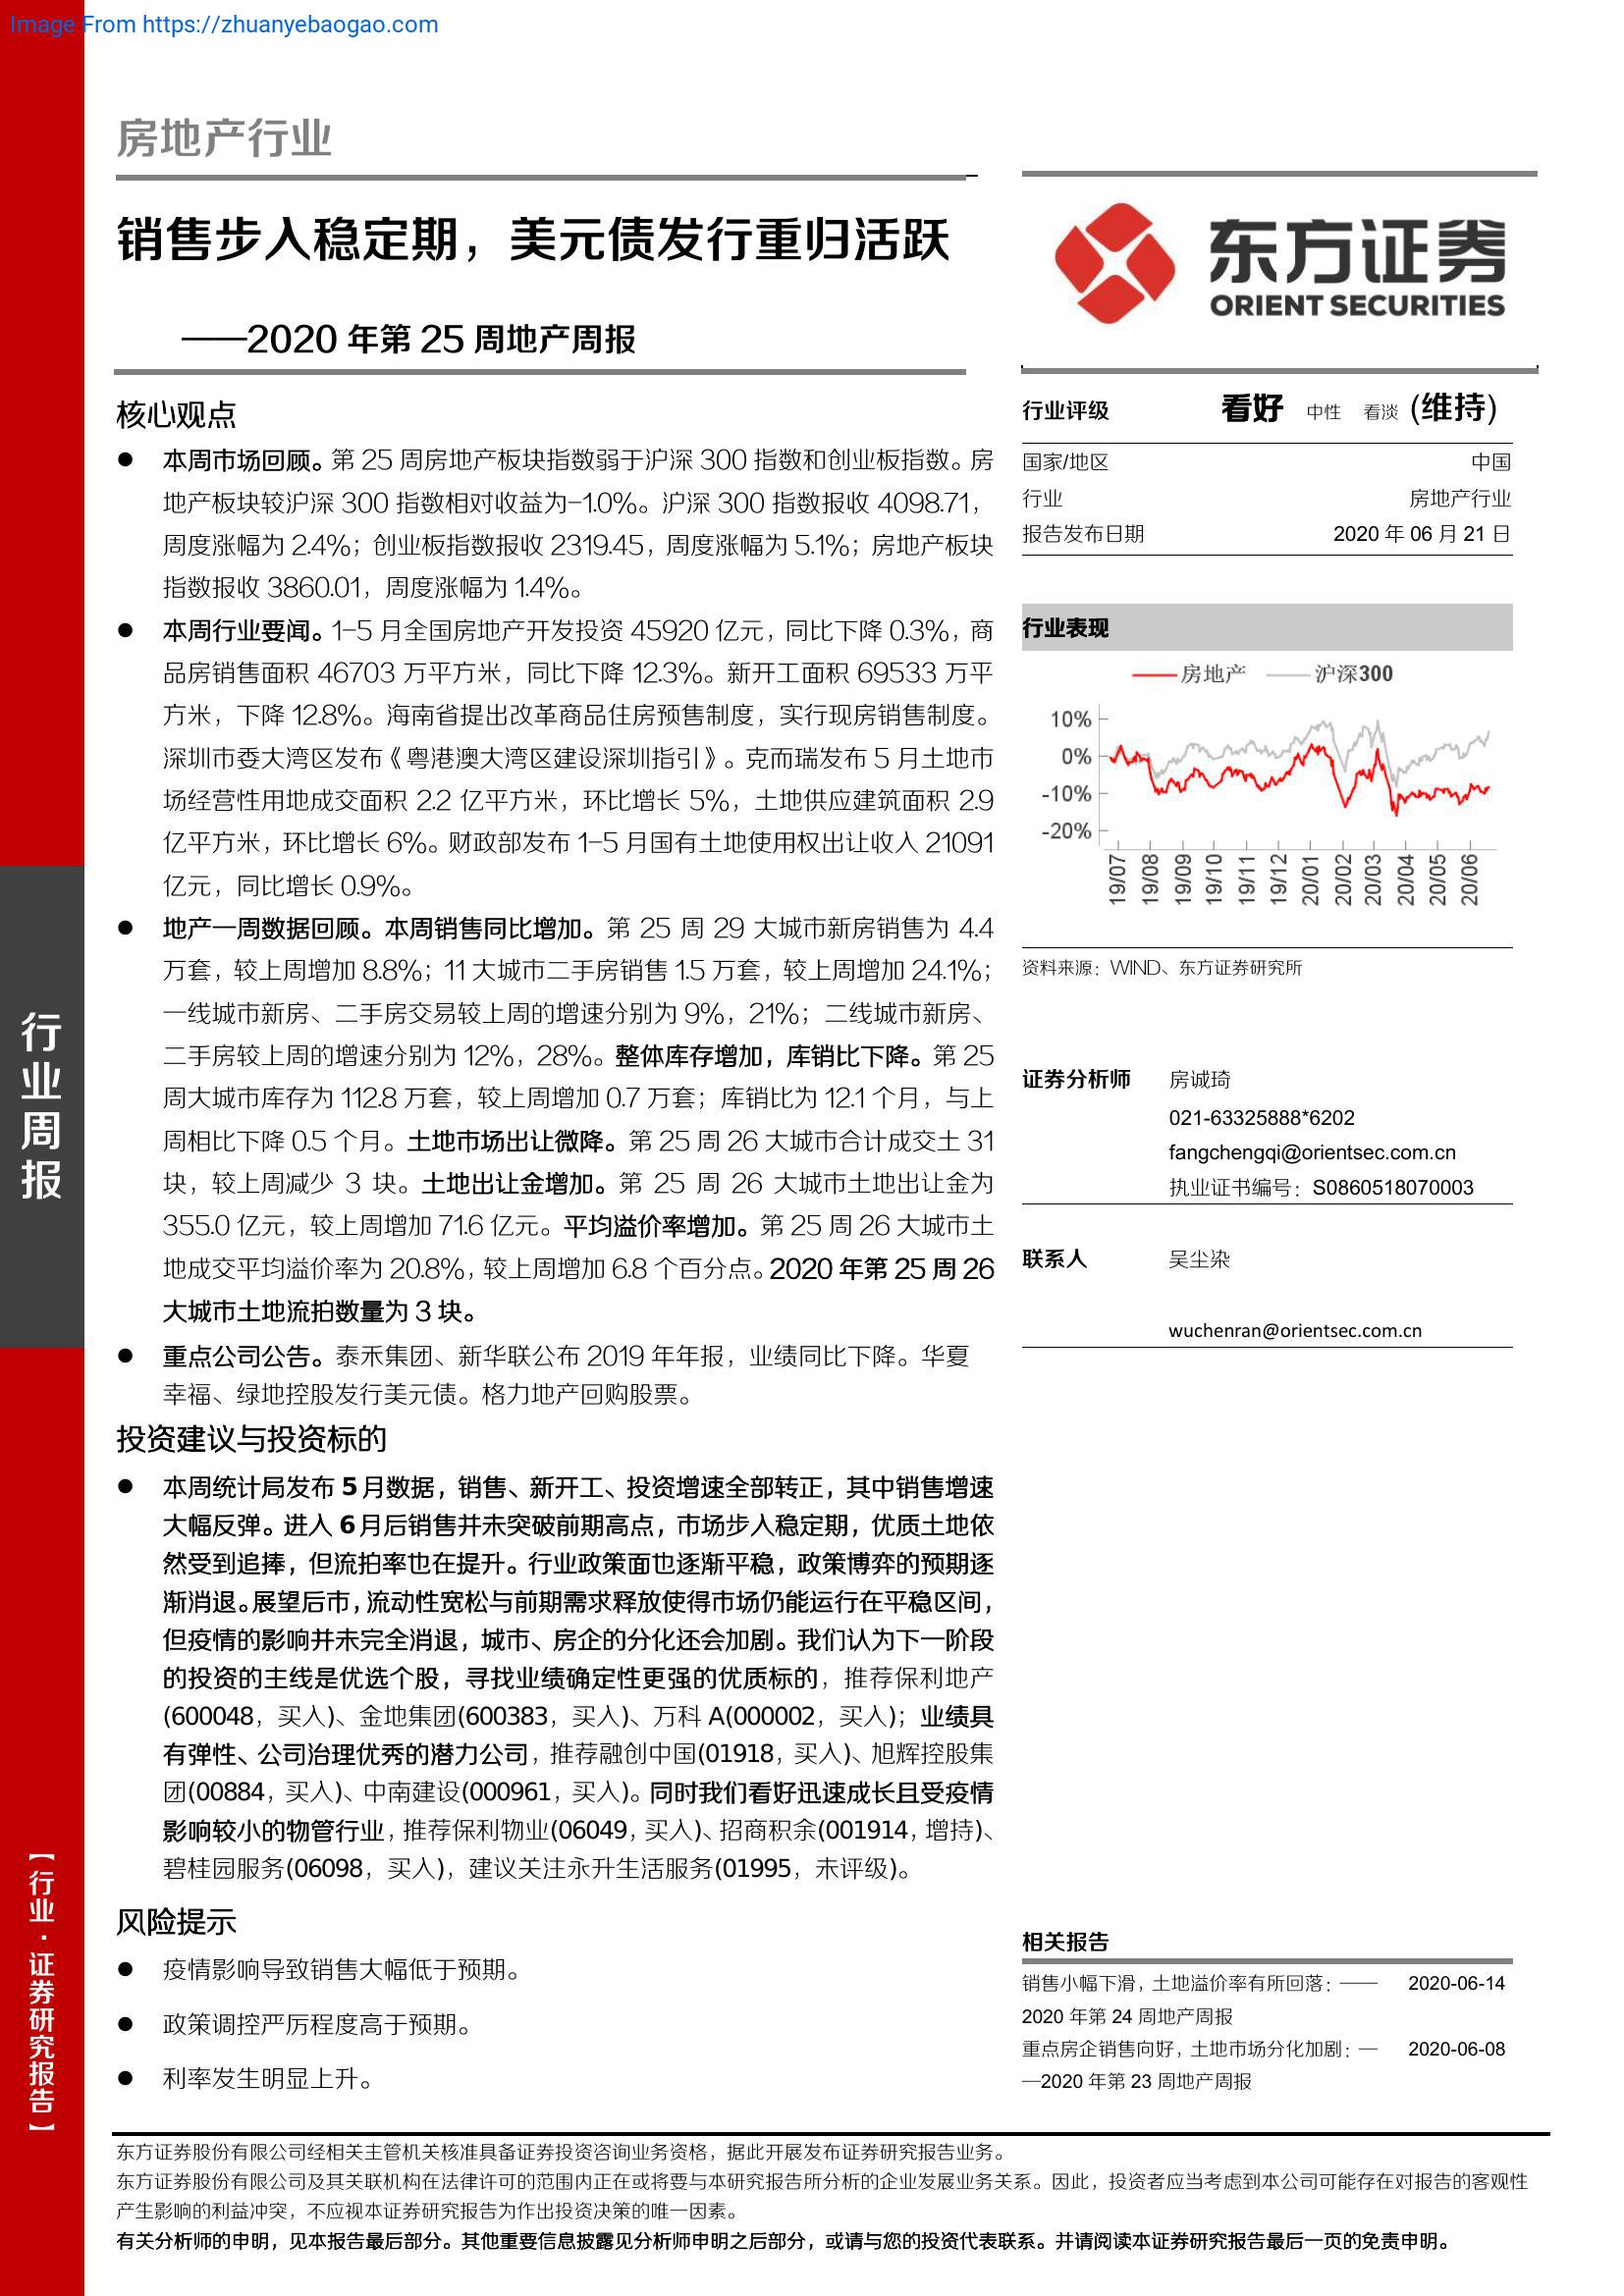 Image From https://zhuanyebaogao.com
房地产行业
销售步入稳定期，美元债发行重归活跃
——2020 年第 25 周地产周报
核心观点
● 本周市场回顾。第 25 周房地产板块指数弱于沪深 300 指数和创业板指数。房
地产板块较沪深 300 指数相对收益为-1.0%。沪深 300 指数报收 4098.71，
周度涨幅为 2.4%；创业板指数报收 2319.45，周度涨幅为 5.1%；房地产板块
指数报收 3860.01，周度涨幅为 1.4%。
● 本周行业要闻。1-5 月全国房地产开发投资 45920 亿元，同比下降 0.3%，商
品房销售面积 46703 万平方米，同比下降 12.3%。新开工面积 69533 万平
方米，下降 12.8%。海南省提出改革商品住房预售制度，实行现房销售制度。
深圳市委大湾区发布《粤港澳大湾区建设深圳指引》。克而瑞发布 5 月土地市
场经营性用地成交面积 2.2 亿平方米，环比增长 5%，土地供应建筑面积 2.9
亿平方米，环比增长 6%。财政部发布 1-5 月国有土地使用权出让收入 21091
亿元，同比增长 0.9%。
● 地产一周数据回顾。本周销售同比增加。第 25 周 29 大城市新房销售为 4.4
万套，较上周增加 8.8%；11 大城市二手房销售 1.5 万套，较上周增加 24.1%；
一线城市新房、二手房交易较上周的增速分别为 9%，21%；二线城市新房、
二手房较上周的增速分别为 12%，28%。整体库存增加，库销比下降。第 25
周大城市库存为 112.8 万套，较上周增加 0.7 万套；库销比为 12.1 个月，与上
周相比下降 0.5 个月。土地市场出让微降。第 25 周 26 大城市合计成交土 31
块，较上周减少 3 块。土地出让金增加。第 25 周 26 大城市土地出让金为
355.0 亿元，较上周增加 71.6 亿元。平均溢价率增加。第 25 周 26 大城市土
地成交平均溢价率为 20.8%，较上周增加 6.8 个百分点。2020 年第 25 周 26
大城市土地流拍数量为 3 块。
● 重点公司公告。泰禾集团、新华联公布 2019 年年报，业绩同比下降。华夏
幸福、绿地控股发行美元债。格力地产回购股票。
投资建议与投资标的
● 本周统计局发布 5 月数据，销售、新开工、投资增速全部转正，其中销售增速
大幅反弹。进入 6 月后销售并未突破前期高点，市场步入稳定期，优质土地依
然受到追捧，但流拍率也在提升。行业政策面也逐渐平稳，政策博弈的预期逐
渐消退。展望后市，流动性宽松与前期需求释放使得市场仍能运行在平稳区间，
但疫情的影响并未完全消退，城市、房企的分化还会加剧。我们认为下一阶段
的投资的主线是优选个股，寻找业绩确定性更强的优质标的，推荐保利地产
(600048，买入)、金地集团(600383，买入)、万科 A(000002，买入)；业绩具
有弹性、公司治理优秀的潜力公司，推荐融创中国(01918，买入)、旭辉控股集
团(00884，买入)、中南建设(000961，买入)。同时我们看好迅速成长且受疫情
影响较小的物管行业，推荐保利物业(06049，买入)、招商积余(001914，增持)、
碧桂园服务(06098，买入)，建议关注永升生活服务(01995，未评级)。
风险提示
● 疫情影响导致销售大幅低于预期。
● 政策调控严厉程度高于预期。
● 利率发生明显上升。
东方证券
ORIENT SECURITIES
行业评级 看好 中性 看淡 (维持)
国家/地区 中国
行业 房地产行业
报告发布日期 2020 年 06 月 21 日
行业表现
房地产 沪深300
10%
0%
-10%
-20%
19/07 19/08 19/09 19/10 19/11 19/12 20/01 20/02 20/03 20/04 20/05 20/06
资料来源：WIND、东方证券研究所
证券分析师 房诚琦
021-63325888*6202
fangchengqi@orientsec.com.cn
执业证书编号：S0860518070003
联系人 吴尘染
wuchenran@orientsec.com.cn
相关报告
销售小幅下滑，土地溢价率有所回落：—— 2020-06-14
2020 年第 24 周地产周报
重点房企销售向好，土地市场分化加剧：— 2020-06-08
—2020 年第 23 周地产周报
行业周报
【行业·证券研究报告】
东方证券股份有限公司经相关主管机关核准具备证券投资咨询业务资格，据此开展发布证券研究报告业务。
东方证券股份有限公司及其关联机构在法律许可的范围内正在或将要与本研究报告所分析的企业发展业务关系。因此，投资者应当考虑到本公司可能存在对报告的客观性
产生影响的利益冲突，不应视本证券研究报告为作出投资决策的唯一因素。
有关分析师的申明，见本报告最后部分。其他重要信息披露见分析师申明之后部分，或请与您的投资代表联系。并请阅读本证券研究报告最后一页的免责申明。